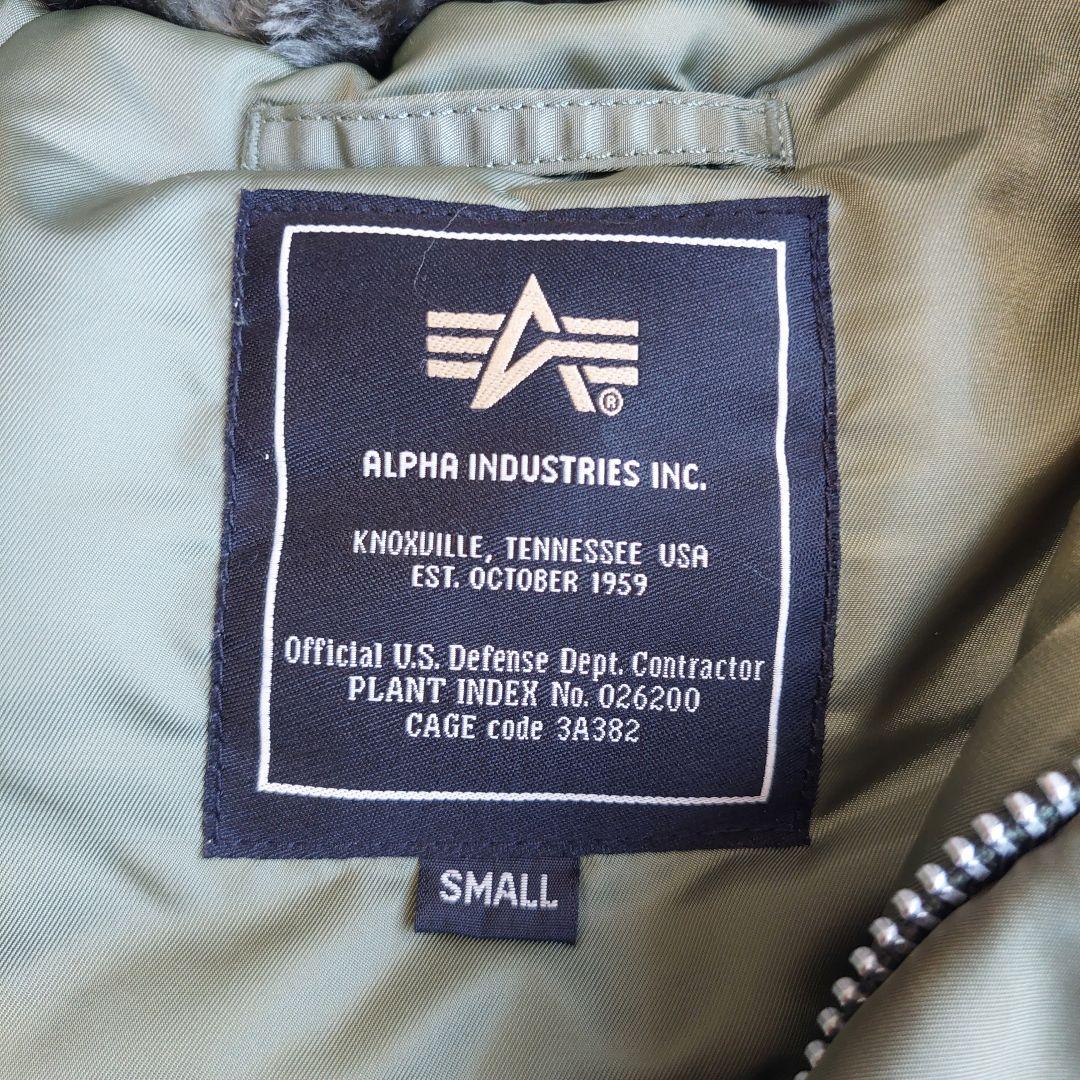 ®
ALPHA INDUSTRIES INC.
KNOXVILLE, TENNESSEE USA
EST. OCTOBER 1959
Official U.S. Defense Dept. Contractor
PLANT INDEX No. 026200
CAGE code 3A382
SMALL